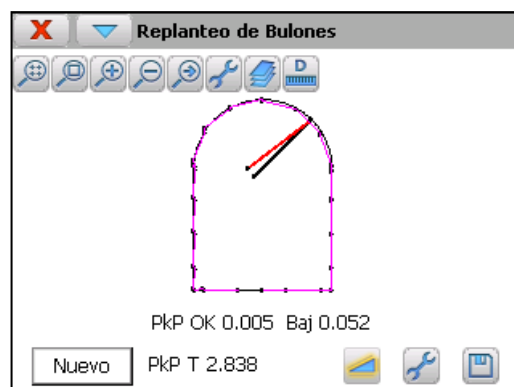 Replanteo de Bulones
D
PkP OK 0.005 Baj 0.052
Nuevo PkP T 2.838